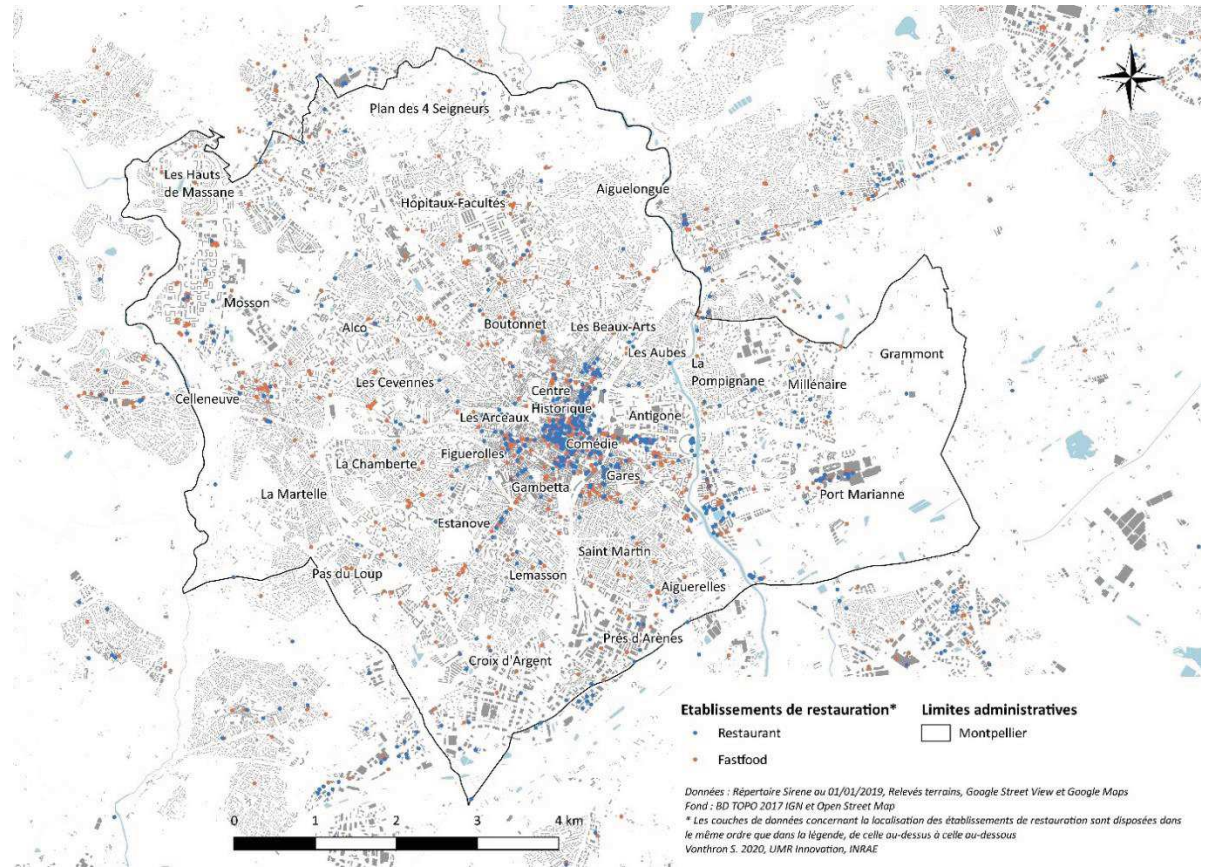 Plan des 4 Seigneurs
Les Hauts
de Massane
Aiguelongue
Hôpitaux-Facultés
Mosson
Alco
Boutonnet
Les Beaux-Arts
Les Aubes
La
Pompignane
Grammont
Millénaire
Les Cevennes
Celleneuve
Centre
Historique
Les Arceaux
Antigone
Comédie
Figuerolles
La Chamberte
Gares
Gambetta
La Martelle
Port Marianne
Estanove
Saint Martin
Pas du Loup
Lemasson
Aiguerelles
Prés d'Arènes
Croix d'Argent
Etablissements de restauration*
Restaurant
Fastfood
Limites administratives
Montpellier
Données : Répertoire Sirene au 01/01/2019, Relevés terrains, Google Street View et Google Maps
Fond : BD TOPO 2017 IGN et Open Street Map
* Les couches de données concernant la localisation des établissements de restauration sont disposées dans
le même ordre que dans la légende, de celle au-dessus à celle au-dessous
Vonthron S. 2020, UMR Innovation, INRAE
0 1 2 3 4 km